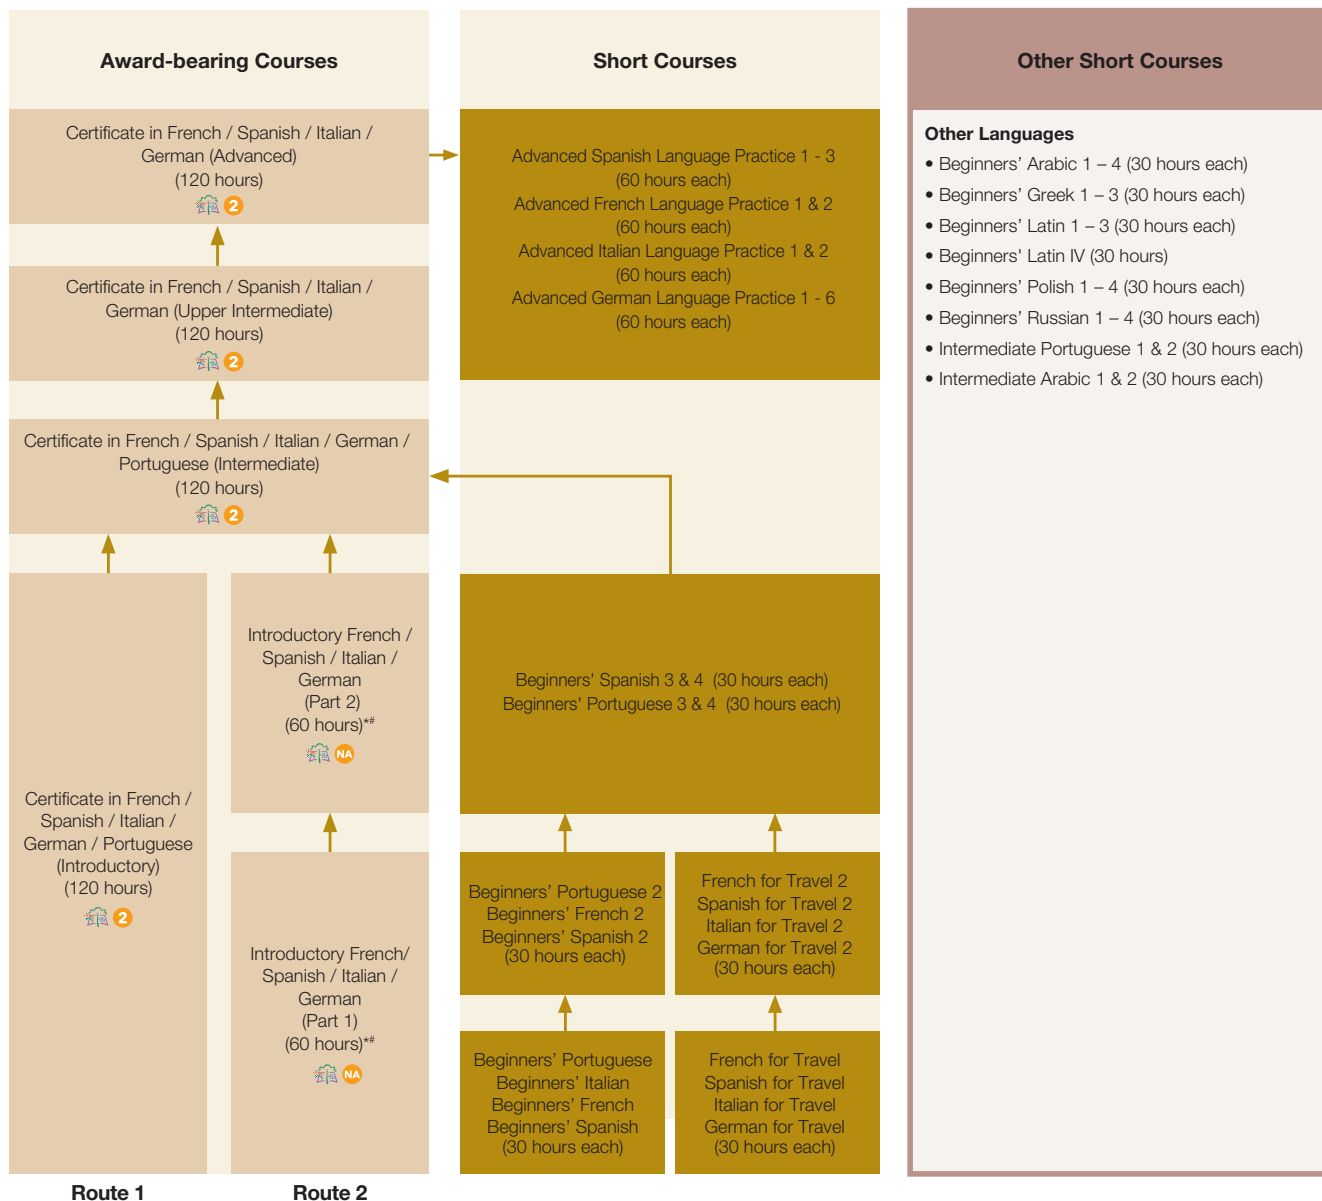 Award-bearing Courses
Certificate in French / Spanish / Italian /
German (Advanced)
(120 hours)
2
Certificate in French / Spanish / Italian /
German (Upper Intermediate)
(120 hours)
2
Certificate in French / Spanish / Italian / German /
Portuguese (Intermediate)
(120 hours)
2
Certificate in French /
Spanish / Italian /
German / Portuguese
(Introductory)
(120 hours)
2
Route 1
Introductory French /
Spanish / Italian /
German
(Part 2)
(60 hours)*#
NA
Introductory French/
Spanish / Italian /
German
(Part 1)
(60 hours)*#
NA
Route 2
Short Courses
Advanced Spanish Language Practice 1 - 3
(60 hours each)
Advanced French Language Practice 1 & 2
(60 hours each)
Advanced Italian Language Practice 1 & 2
(60 hours each)
Advanced German Language Practice 1 - 6
(60 hours each)
Beginners' Spanish 3 & 4 (30 hours each)
Beginners' Portuguese 3 & 4 (30 hours each)
Beginners’ Portuguese 2
Beginners’ French 2
Beginners’ Spanish 2
(30 hours each)
French for Travel 2
Spanish for Travel 2
Italian for Travel 2
German for Travel 2
(30 hours each)
Beginners’ Portuguese
Beginners’ Italian
Beginners’ French
Beginners’ Spanish
(30 hours each)
French for Travel
Spanish for Travel
Italian for Travel
German for Travel
(30 hours each)
Other Short Courses
Other Languages
• Beginners’ Arabic 1 – 4 (30 hours each)
• Beginners’ Greek 1 – 3 (30 hours each)
• Beginners’ Latin 1 – 3 (30 hours each)
• Beginners' Latin IV (30 hours)
• Beginners’ Polish 1 – 4 (30 hours each)
• Beginners’ Russian 1 – 4 (30 hours each)
• Intermediate Portuguese 1 & 2 (30 hours each)
• Intermediate Arabic 1 & 2 (30 hours each)